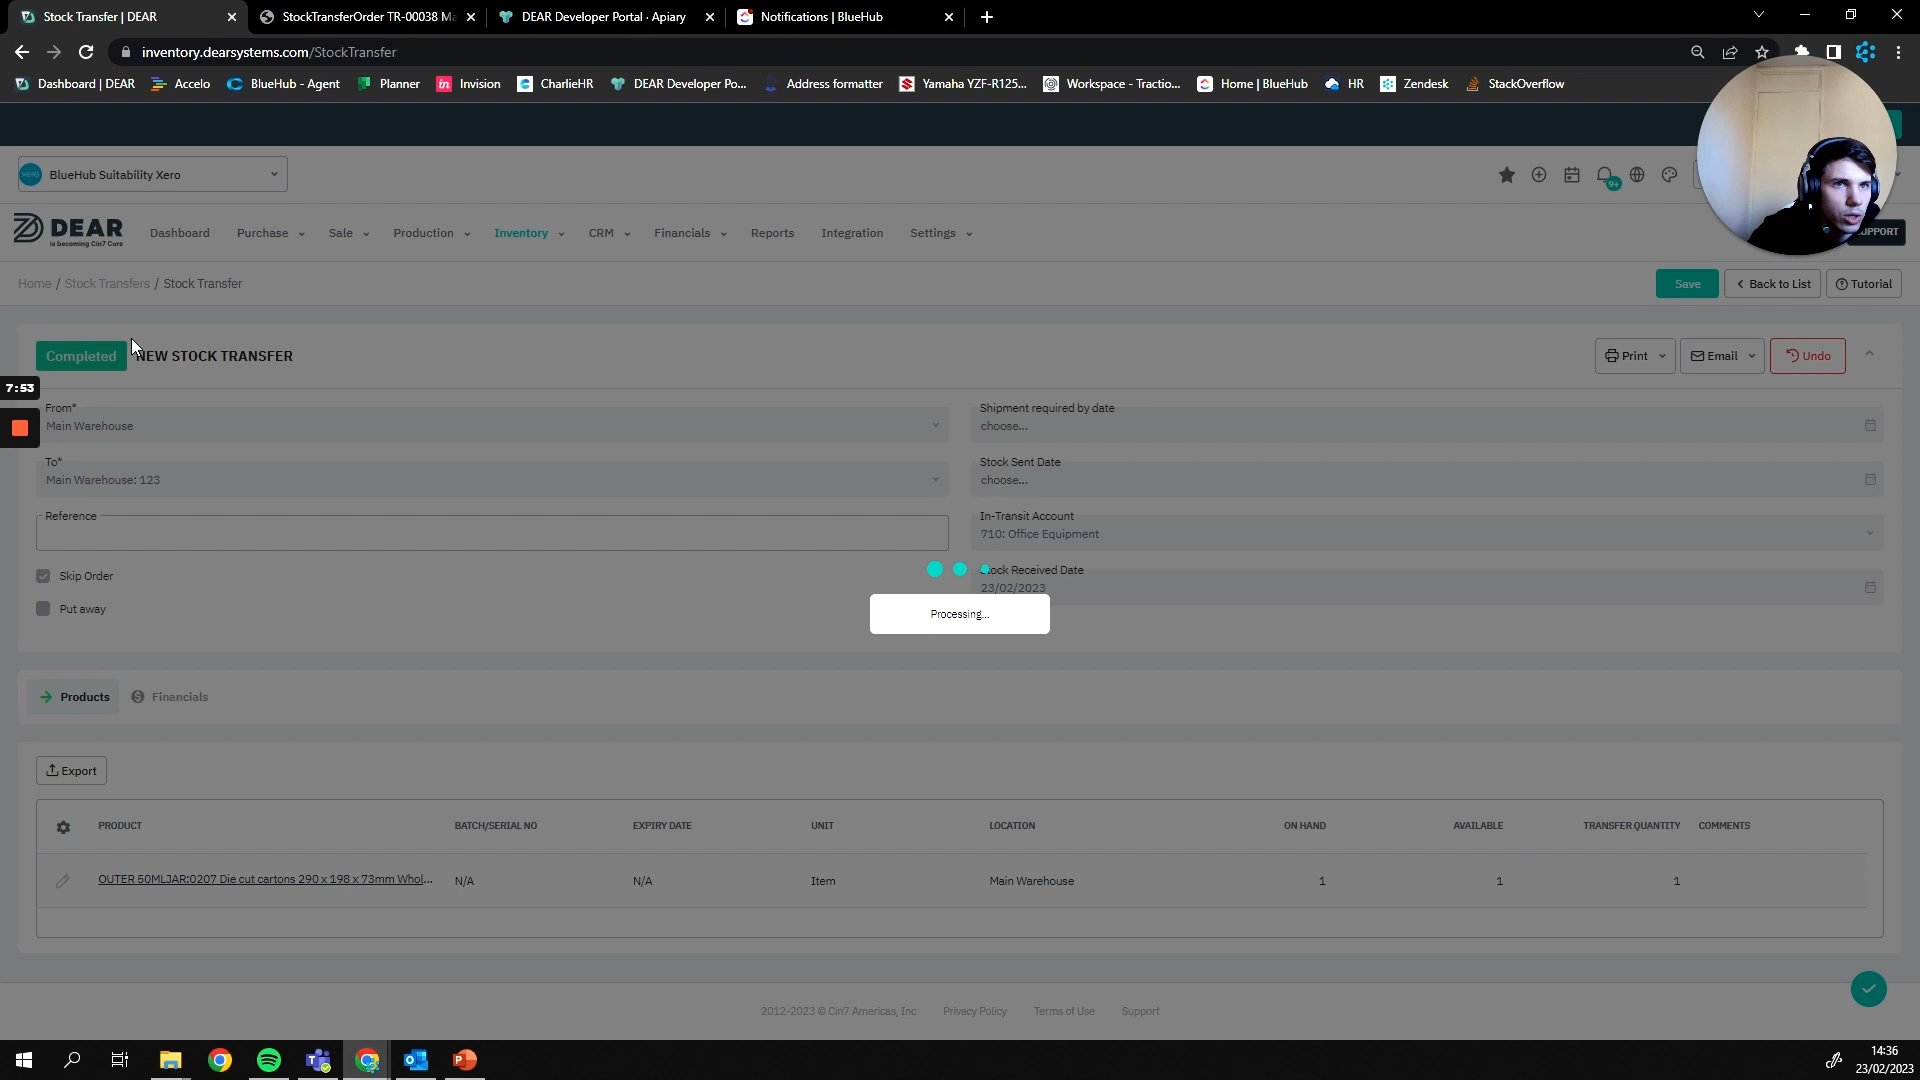 Stock Transfer | DEAR
StockTransferOrder TR-00038 Ma
DEAR Developer Portal · Apiary
Notifications | BlueHub
inventory.dearsystems.com/StockTransfer
Dashboard | DEAR
Accelo
BlueHub - Agent
Planner
Invision
CharlieHR
DEAR Developer Po...
Address formatter
Yamaha YZF-R125...
Workspace - Tractio...
Home | BlueHub
HR
Zendesk
StackOverflow
BlueHub Suitability Xero
9+
DEAR
is becoming Cin7 Core
Dashboard
Purchase
Sale
Production
Inventory
CRM
Financials
Reports
Integration
Settings
Home / Stock Transfers / Stock Transfer
Save
Back to List
Tutorial
Completed
NEW STOCK TRANSFER
Print
Email
Undo
7:53
From*
Main Warehouse
Shipment required by date
choose...
To*
Main Warehouse: 123
Stock Sent Date
choose...
Reference
In-Transit Account
710: Office Equipment
Skip Order
Stock Received Date
23/02/2023
Put away
Processing...
Products
Financials
Export
PRODUCT
BATCH/SERIAL NO
EXPIRY DATE
UNIT
LOCATION
ON HAND
AVAILABLE
TRANSFER QUANTITY
COMMENTS
OUTER 50MLJAR:0207 Die cut cartons 290 x 198 x 73mm Whol...
N/A
N/A
Item
Main Warehouse
1
1
1
2012-2023 © Cin7 Americas, Inc
Privacy Policy
Terms of Use
Support
14:36
23/02/2023